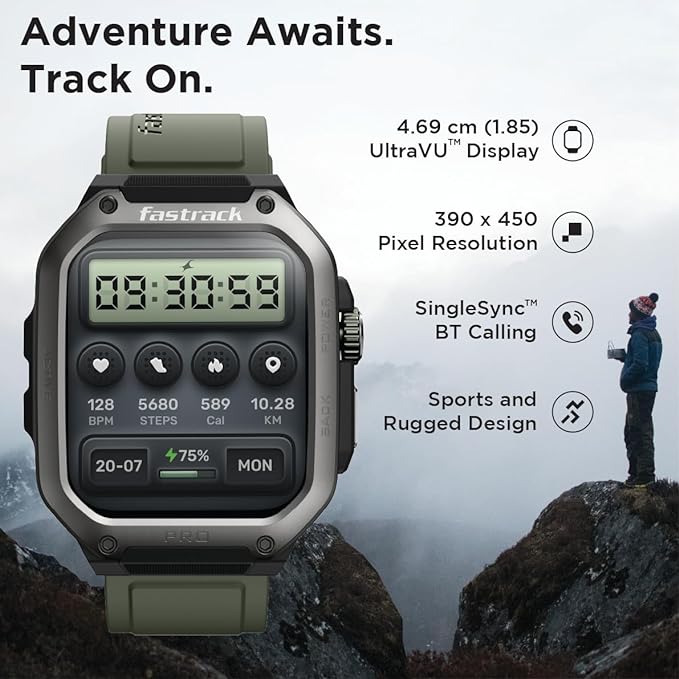 Adventure Awaits.
Track On.
4.69 cm (1.85)
UltraVU™ Display
390 x 450
Pixel Resolution
SingleSync™
BT Calling
Sports and
Rugged Design
fastrack
09:30:59
128
BPM
5680
STEPS
589
Cal
10.28
KM
20-07
75%
MON
POWER
BACK
PRO